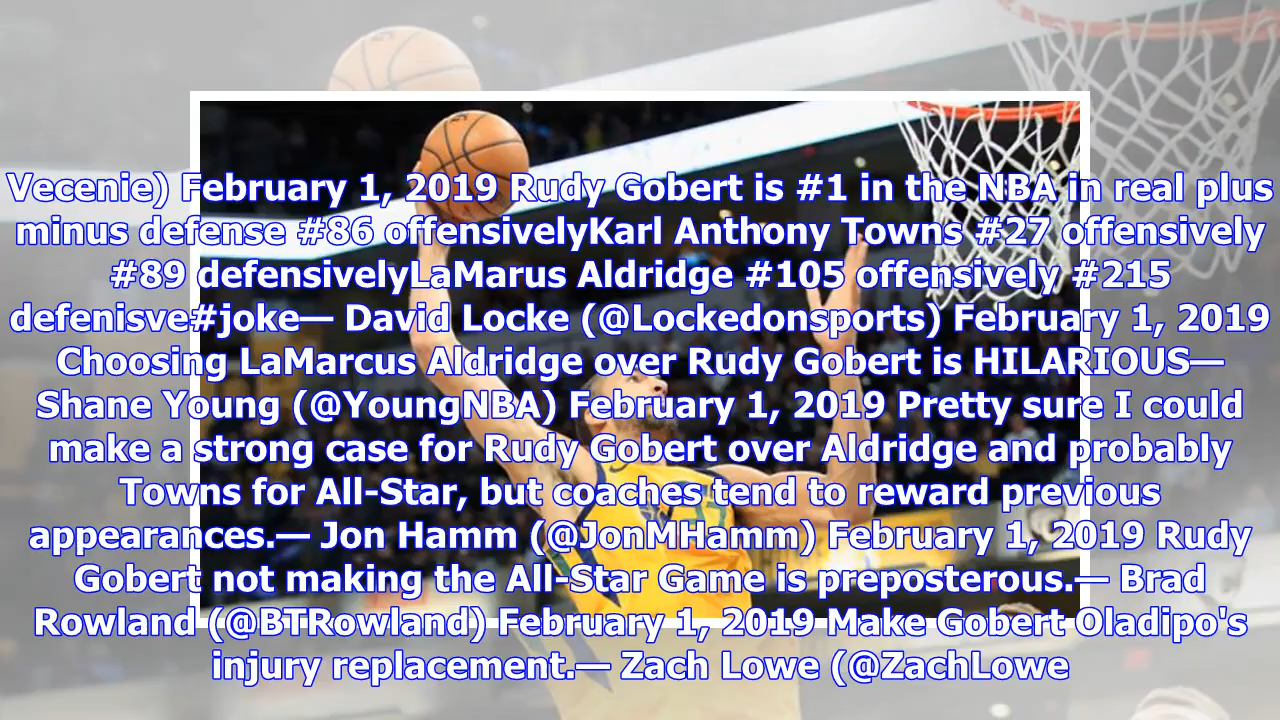 Vecenie) February 1, 2019 Rudy Gobert is #1 in the NBA in real plus
minus defense #86 offensivelyKarl Anthony Towns #27 offensively
#89 defensivelyLaMarus Aldridge #105 offensively #215
defenisve#joke— David Locke (@Lockedonsports) February 1, 2019
Choosing LaMarcus Aldridge over Rudy Gobert is HILARIOUS—
Shane Young (@YoungNBA) February 1, 2019 Pretty sure I could
make a strong case for Rudy Gobert over Aldridge and probably
Towns for All-Star, but coaches tend to reward previous
appearances.— Jon Hamm (@JonMHamm) February 1, 2019 Rudy
Gobert not making the All-Star Game is preposterous.— Brad
Rowland (@BTRowland) February 1, 2019 Make Gobert Oladipo's
injury replacement.— Zach Lowe (@ZachLowe